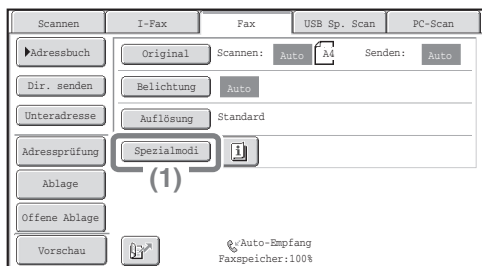 Scannen I-Fax Fax USB Sp. Scan PC-Scan
Adressbuch Original Scannen: Auto A4 Senden: Auto
Dir. senden Belichtung Auto
Unteradresse Auflösung Standard
Adressprüfung Spezialmodi
(1)
Ablage
Offene Ablage
Vorschau Auto-Empfang
Faxspeicher:100%